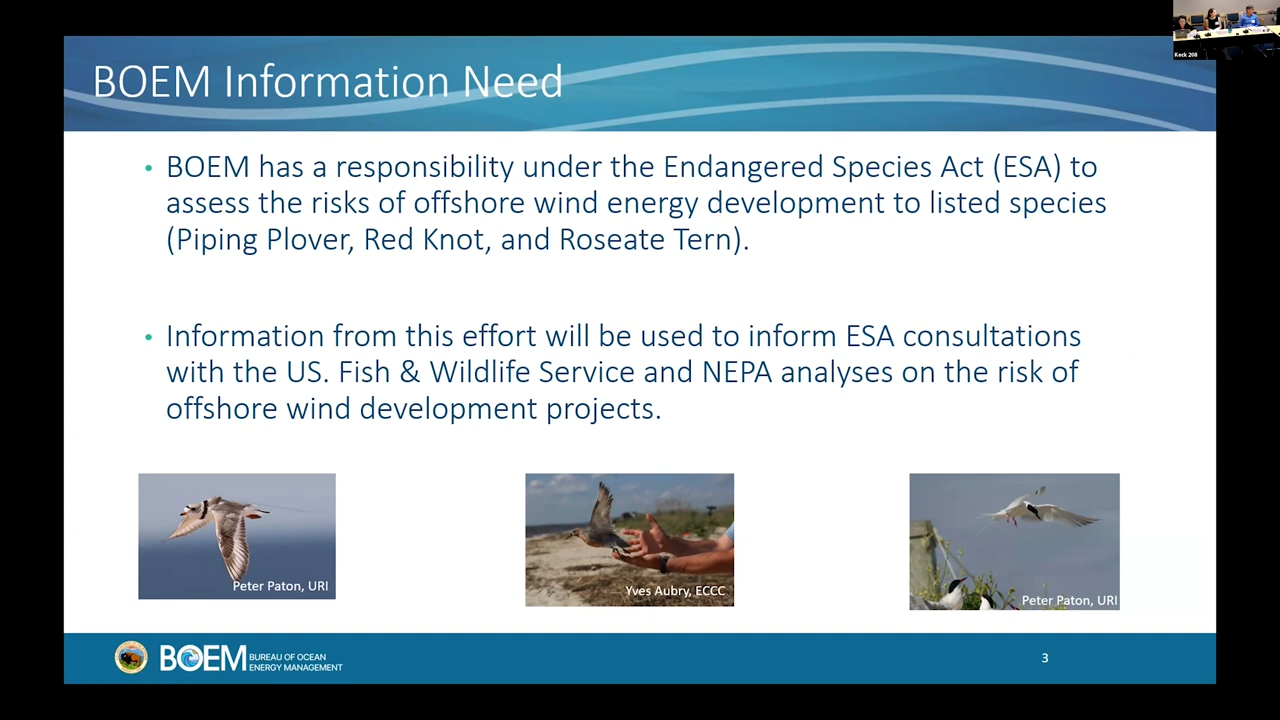 Keck 208
BOEM Information Need
• BOEM has a responsibility under the Endangered Species Act (ESA) to
assess the risks of offshore wind energy development to listed species
(Piping Plover, Red Knot, and Roseate Tern).
• Information from this effort will be used to inform ESA consultations
with the US. Fish & Wildlife Service and NEPA analyses on the risk of
offshore wind development projects.
Peter Paton, URI
Yves Aubry, ECCC
Peter Paton, URI
BOEM BUREAU OF OCEAN
ENERGY MANAGEMENT
3